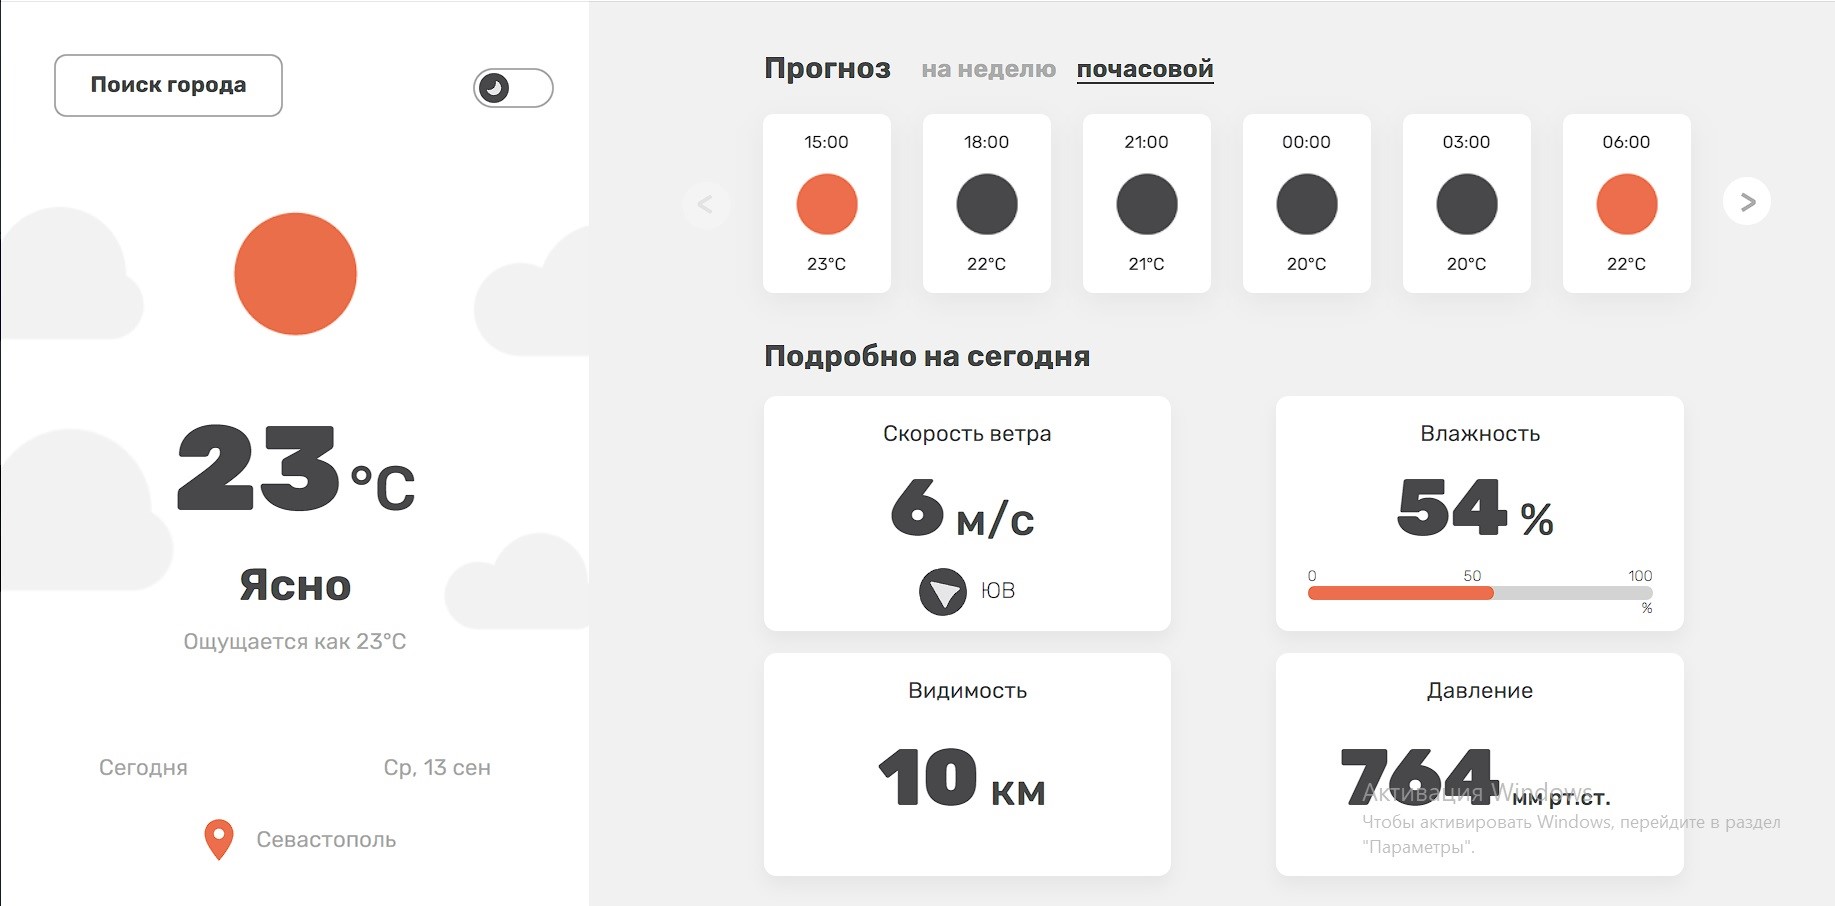 Поиск города
23°C
Ясно
Ощущается как 23°C
Сегодня
Ср, 13 сен
Севастополь
Прогноз на неделю почасовой
<
15:00
23°C
18:00
22°C
21:00
21°C
00:00
20°C
03:00
20°C
06:00
22°C
>
Подробно на сегодня
Скорость ветра
6 м/с
ЮВ
Влажность
54 %
0 50 100
%
Видимость
10 км
Давление
764 мм рт.ст.
Активация Windows
Чтобы активировать Windows, перейдите в раздел
"Параметры".